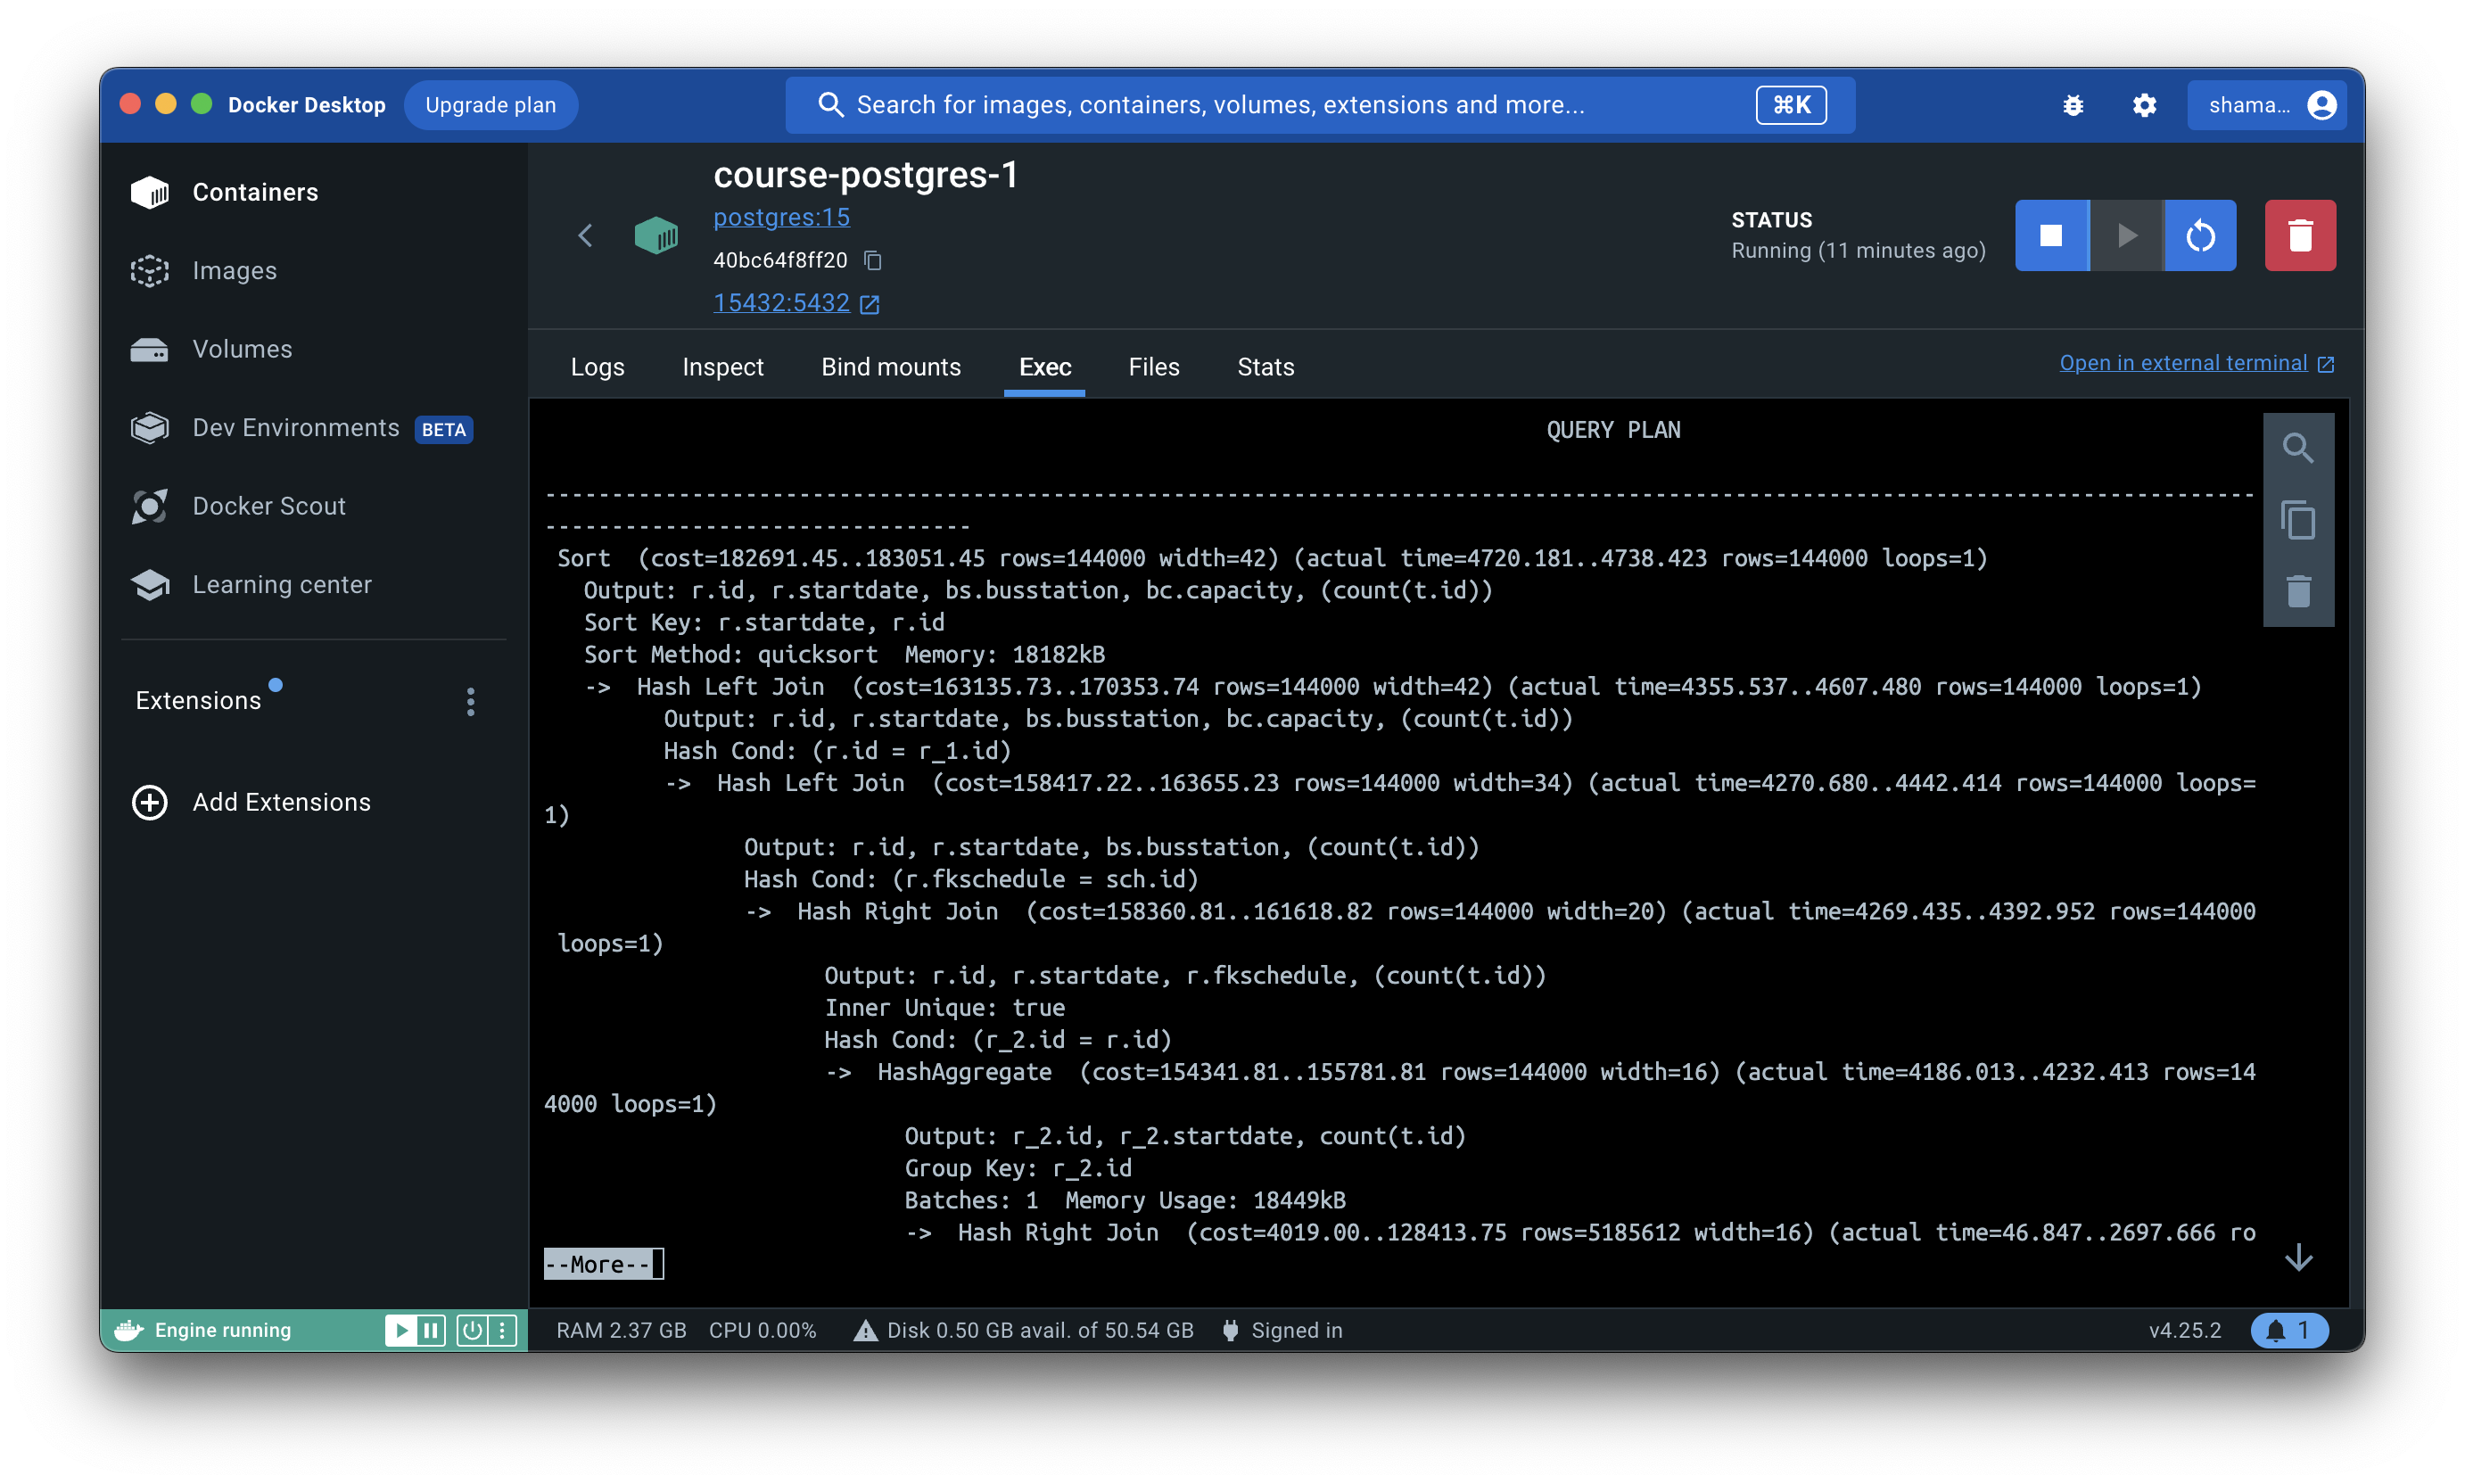 Docker Desktop
Upgrade plan
Search for images, containers, volumes, extensions and more...
⌘K
shama...
Containers
Images
Volumes
Dev Environments BETA
Docker Scout
Learning center
Extensions
Add Extensions
course-postgres-1
postgres:15
40bc64f8ff20
15432:5432
STATUS
Running (11 minutes ago)
Logs Inspect Bind mounts Exec Files Stats
Open in external terminal
QUERY PLAN
--------------------------------------------------------------------------------------------------------------------------------
--------------------------------
Sort  (cost=182691.45..183051.45 rows=144000 width=42) (actual time=4720.181..4738.423 rows=144000 loops=1)
Output: r.id, r.startdate, bs.busstation, bc.capacity, (count(t.id))
Sort Key: r.startdate, r.id
Sort Method: quicksort  Memory: 18182kB
->  Hash Left Join  (cost=163135.73..170353.74 rows=144000 width=42) (actual time=4355.537..4607.480 rows=144000 loops=1)
Output: r.id, r.startdate, bs.busstation, bc.capacity, (count(t.id))
Hash Cond: (r.id = r_1.id)
->  Hash Left Join  (cost=158417.22..163655.23 rows=144000 width=34) (actual time=4270.680..4442.414 rows=144000 loops=
1)
Output: r.id, r.startdate, bs.busstation, (count(t.id))
Hash Cond: (r.fkschedule = sch.id)
->  Hash Right Join  (cost=158360.81..161618.82 rows=144000 width=20) (actual time=4269.435..4392.952 rows=144000
loops=1)
Output: r.id, r.startdate, r.fkschedule, (count(t.id))
Inner Unique: true
Hash Cond: (r_2.id = r.id)
->  HashAggregate  (cost=154341.81..155781.81 rows=144000 width=16) (actual time=4186.013..4232.413 rows=14
4000 loops=1)
Output: r_2.id, r_2.startdate, count(t.id)
Group Key: r_2.id
Batches: 1  Memory Usage: 18449kB
->  Hash Right Join  (cost=4019.00..128413.75 rows=5185612 width=16) (actual time=46.847..2697.666 ro
--More--
Engine running
RAM 2.37 GB CPU 0.00% Disk 0.50 GB avail. of 50.54 GB Signed in
v4.25.2
1